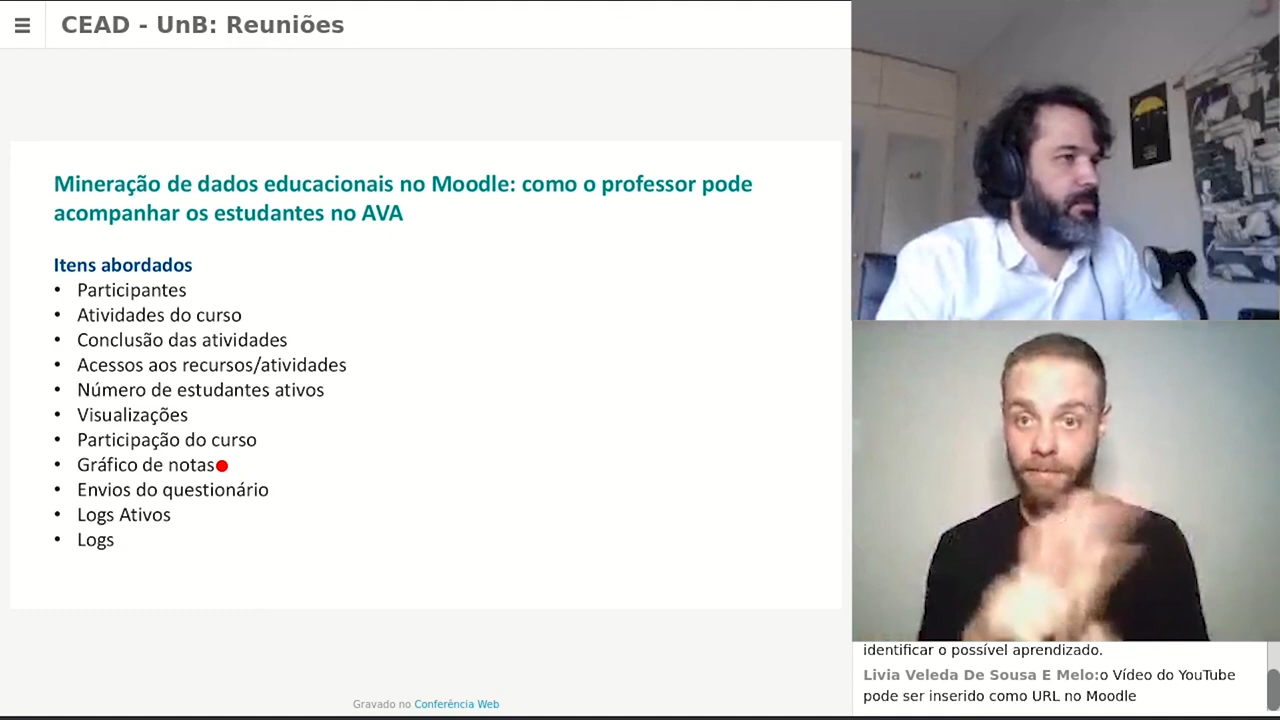 CEAD - UnB: Reuniões
Mineração de dados educacionais no Moodle: como o professor pode
acompanhar os estudantes no AVA
Itens abordados
• Participantes
• Atividades do curso
• Conclusão das atividades
• Acessos aos recursos/atividades
• Número de estudantes ativos
• Visualizações
• Participação do curso
• Gráfico de notas
• Envios do questionário
• Logs Ativos
• Logs
Gravado no Conferência Web
identificar o possível aprendizado.
Livia Veleda De Sousa E Melo:o Vídeo do YouTube
pode ser inserido como URL no Moodle